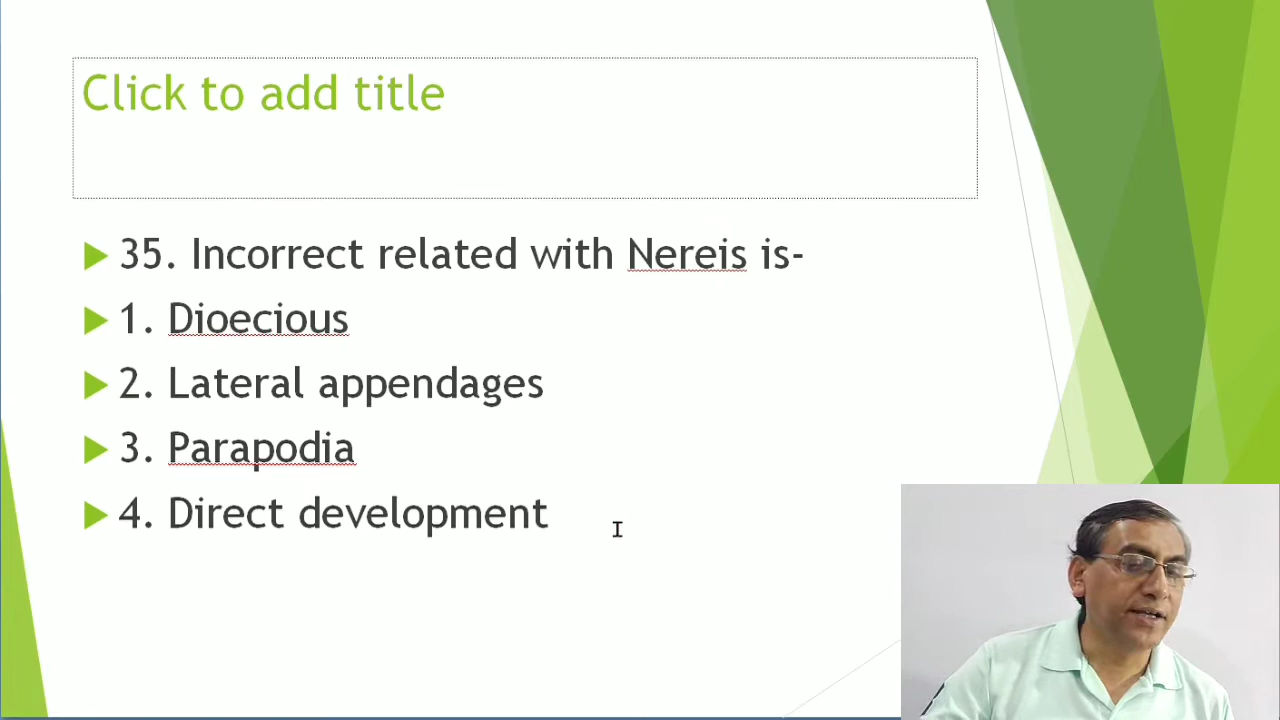 Click to add title
35. Incorrect related with Nereis is-
1. Dioecious
2. Lateral appendages
3. Parapodia
4. Direct development